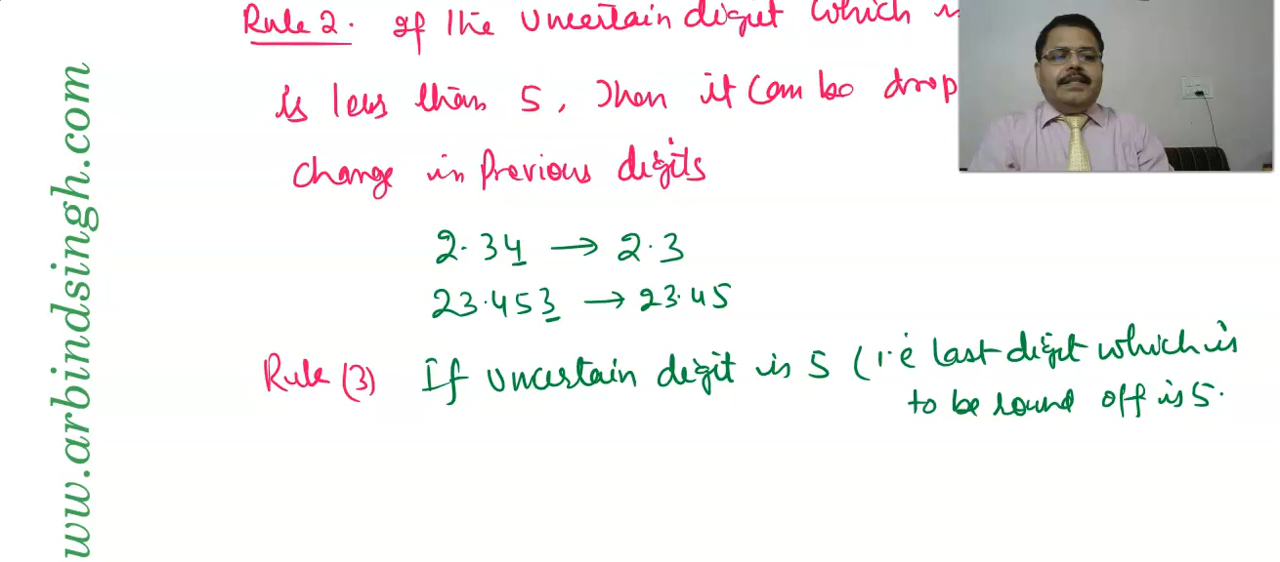 Rule 2. If the uncertain digit which is
is less than 5, Then it can be drop
change in Previous digits
2.34 → 2.3
23.453 → 23.45
Rule (3) If uncertain digit is 5 (i.e last digit which is
to be round off is 5.
ww.arbindsingh.com